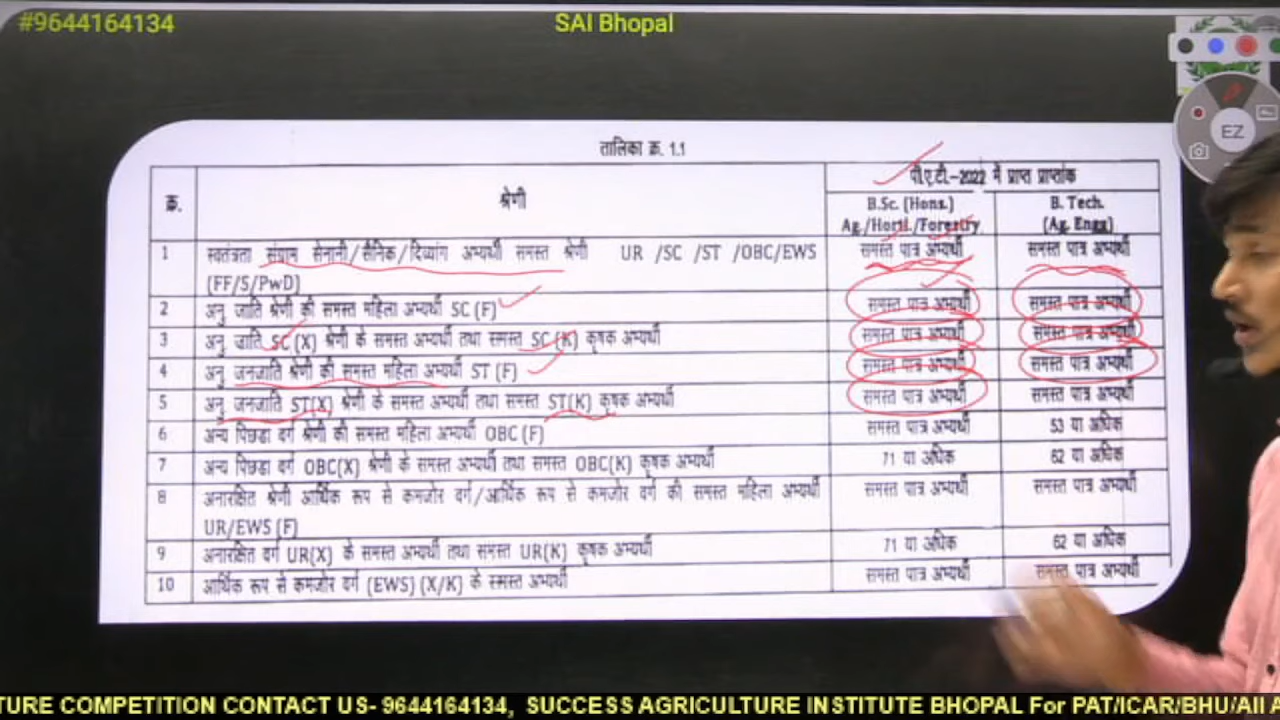 #9644164134
SAI Bhopal
EZ
तालिका क्र. 1.1
क्र. श्रेणी पी.ए.टी.-2022 में प्राप्त प्राप्तांक
B.Sc. (Hons.) Ag./Horti./Forestry B. Tech. (Ag. Engg)
1 स्वतंत्रता संग्राम सेनानी/सैनिक/दिव्यांग अभ्यर्थी समस्त श्रेणी UR /SC /ST /OBC/EWS (FF/S/PwD) समस्त पात्र अभ्यर्थी समस्त पात्र अभ्यर्थी
2 अनु जाति श्रेणी की समस्त महिला अभ्यर्थी SC (F) समस्त पात्र अभ्यर्थी समस्त पात्र अभ्यर्थी
3 अनु जाति SC (X) श्रेणी के समस्त अभ्यर्थी तथा समस्त SC (K) कृषक अभ्यर्थी समस्त पात्र अभ्यर्थी समस्त पात्र अभ्यर्थी
4 अनु जनजाति श्रेणी की समस्त महिला अभ्यर्थी ST (F) समस्त पात्र अभ्यर्थी समस्त पात्र अभ्यर्थी
5 अनु जनजाति ST(X) श्रेणी के समस्त अभ्यर्थी तथा समस्त ST(K) कृषक अभ्यर्थी समस्त पात्र अभ्यर्थी समस्त पात्र अभ्यर्थी
6 अन्य पिछडा वर्ग श्रेणी की समस्त महिला अभ्यर्थी OBC (F) समस्त पात्र अभ्यर्थी 53 या अधिक
7 अन्य पिछडा वर्ग OBC(X) श्रेणी के समस्त अभ्यर्थी तथा समस्त OBC(K) कृषक अभ्यर्थी 71 या अधिक 62 या अधिक
8 अनारक्षित श्रेणी आर्थिक रूप से कमजोर वर्ग/आर्थिक रूप से कमजोर वर्ग की समस्त महिला अभ्यर्थी UR/EWS (F) समस्त पात्र अभ्यर्थी समस्त पात्र अभ्यर्थी
9 अनारक्षित वर्ग UR(X) के समस्त अभ्यर्थी तथा समस्त UR(K) कृषक अभ्यर्थी 71 या अधिक 62 या अधिक
10 आर्थिक रूप से कमजोर वर्ग (EWS) (X/K) के समस्त अभ्यर्थी समस्त पात्र अभ्यर्थी समस्त पात्र अभ्यर्थी
TURE COMPETITION CONTACT US- 9644164134, SUCCESS AGRICULTURE INSTITUTE BHOPAL For PAT/ICAR/BHU/All A